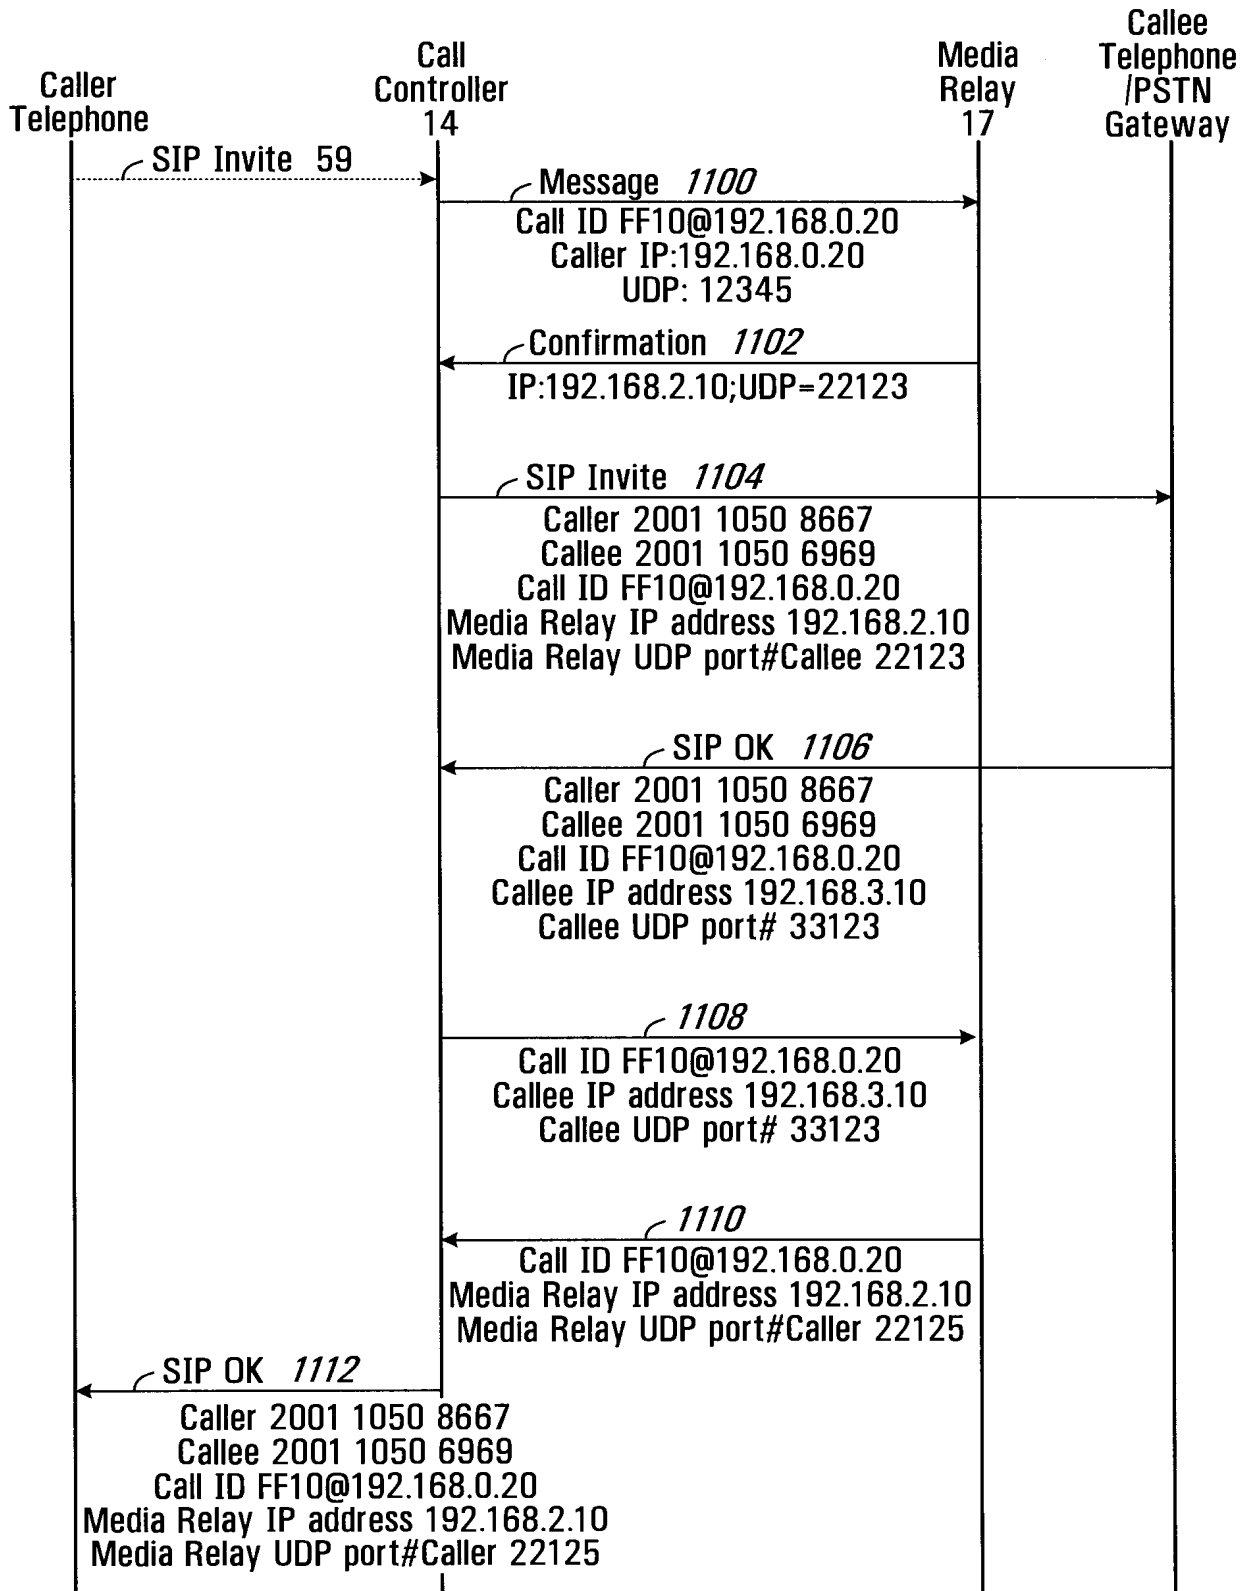 Caller
Telephone
Call
Controller
14
Media
Relay
17
Callee
Telephone
/PSTN
Gateway
SIP Invite 59
Message 1100
Call ID FF10@192.168.0.20
Caller IP:192.168.0.20
UDP: 12345
Confirmation 1102
IP:192.168.2.10;UDP=22123
SIP Invite 1104
Caller 2001 1050 8667
Callee 2001 1050 6969
Call ID FF10@192.168.0.20
Media Relay IP address 192.168.2.10
Media Relay UDP port#Callee 22123
SIP OK 1106
Caller 2001 1050 8667
Callee 2001 1050 6969
Call ID FF10@192.168.0.20
Callee IP address 192.168.3.10
Callee UDP port# 33123
1108
Call ID FF10@192.168.0.20
Callee IP address 192.168.3.10
Callee UDP port# 33123
1110
Call ID FF10@192.168.0.20
Media Relay IP address 192.168.2.10
Media Relay UDP port#Caller 22125
SIP OK 1112
Caller 2001 1050 8667
Callee 2001 1050 6969
Call ID FF10@192.168.0.20
Media Relay IP address 192.168.2.10
Media Relay UDP port#Caller 22125